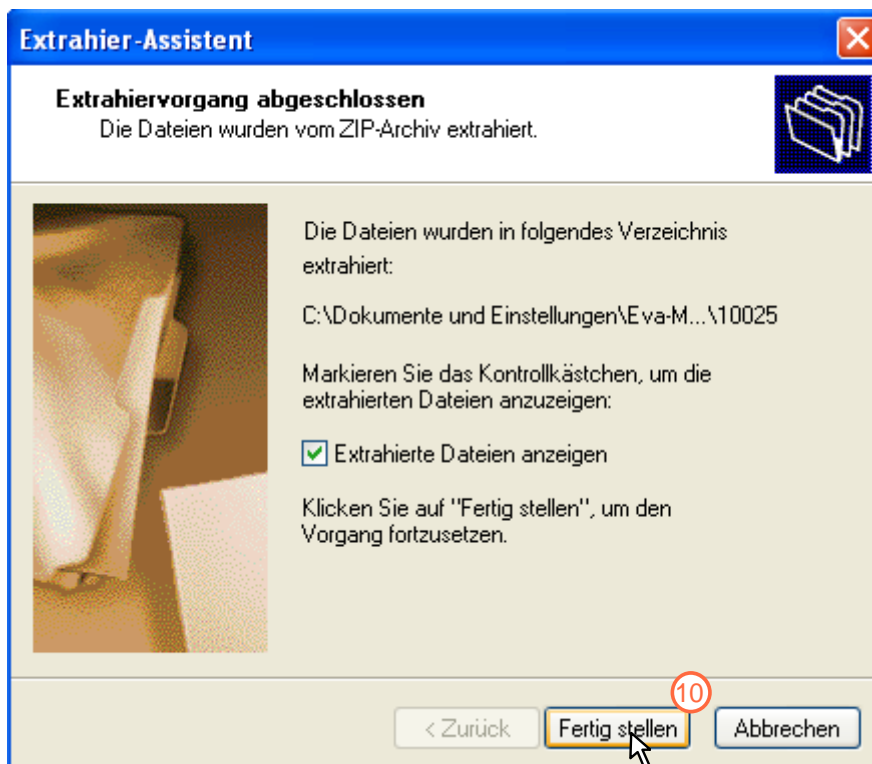 Extrahier-Assistent
Extrahiervorgang abgeschlossen
Die Dateien wurden vom ZIP-Archiv extrahiert.
Die Dateien wurden in folgendes Verzeichnis
extrahiert:
C:\Dokumente und Einstellungen\Eva-M...\10025
Markieren Sie das Kontrollkästchen, um die
extrahierten Dateien anzuzeigen:
Extrahierte Dateien anzeigen
Klicken Sie auf "Fertig stellen", um den
Vorgang fortzusetzen.
10
< Zurück Fertig stellen Abbrechen